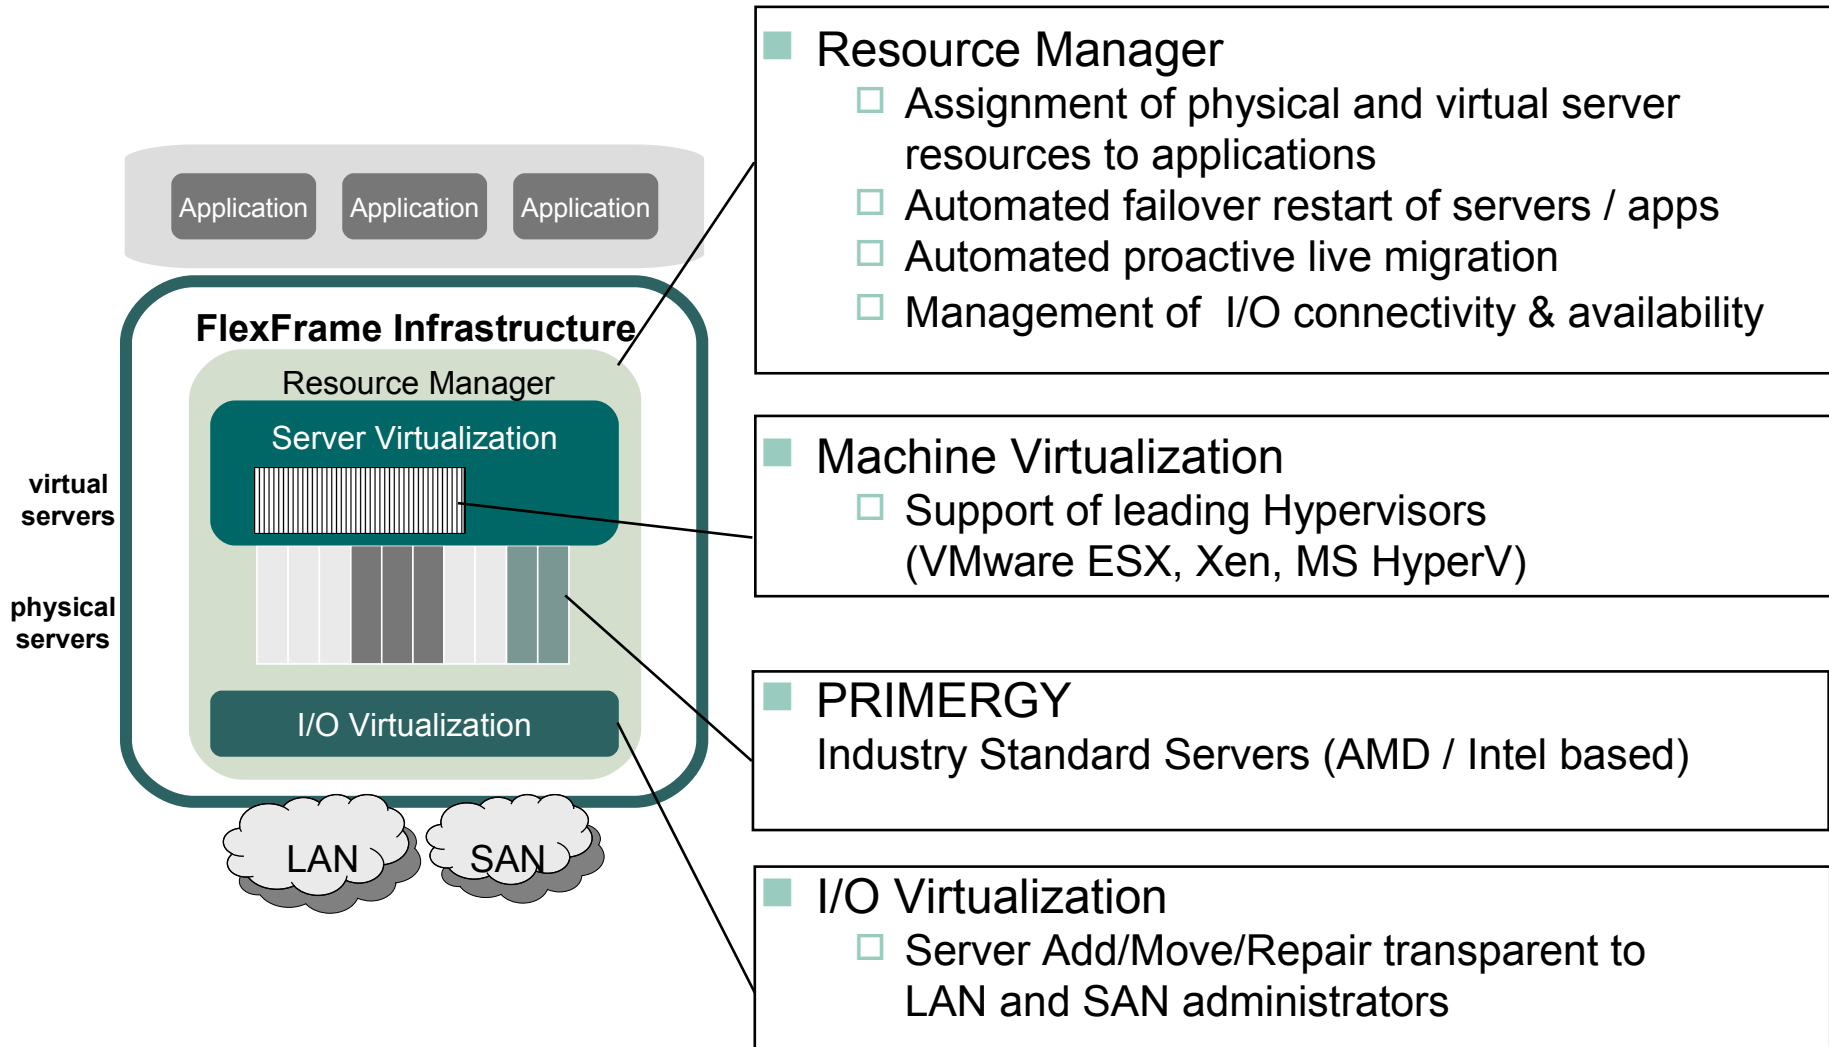 Application
Application
Application
FlexFrame Infrastructure
Resource Manager
Server Virtualization
virtual
servers
physical
servers
I/O Virtualization
LAN
SAN
Resource Manager
Assignment of physical and virtual server
resources to applications
Automated failover restart of servers / apps
Automated proactive live migration
Management of I/O connectivity & availability
Machine Virtualization
Support of leading Hypervisors
(VMware ESX, Xen, MS HyperV)
PRIMERGY
Industry Standard Servers (AMD / Intel based)
I/O Virtualization
Server Add/Move/Repair transparent to
LAN and SAN administrators